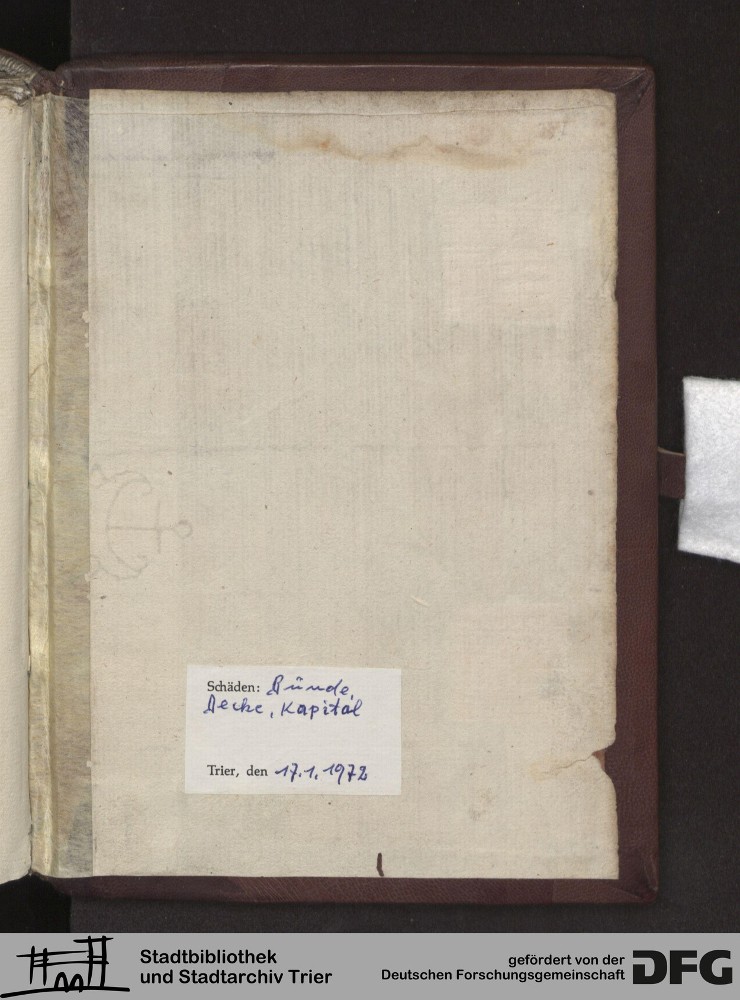 Schäden: Bünde,
Decke, Kapital
Trier, den 17.1.1972
Stadtbibliothek
und Stadtarchiv Trier
gefördert von der
Deutschen Forschungsgemeinschaft
DFG